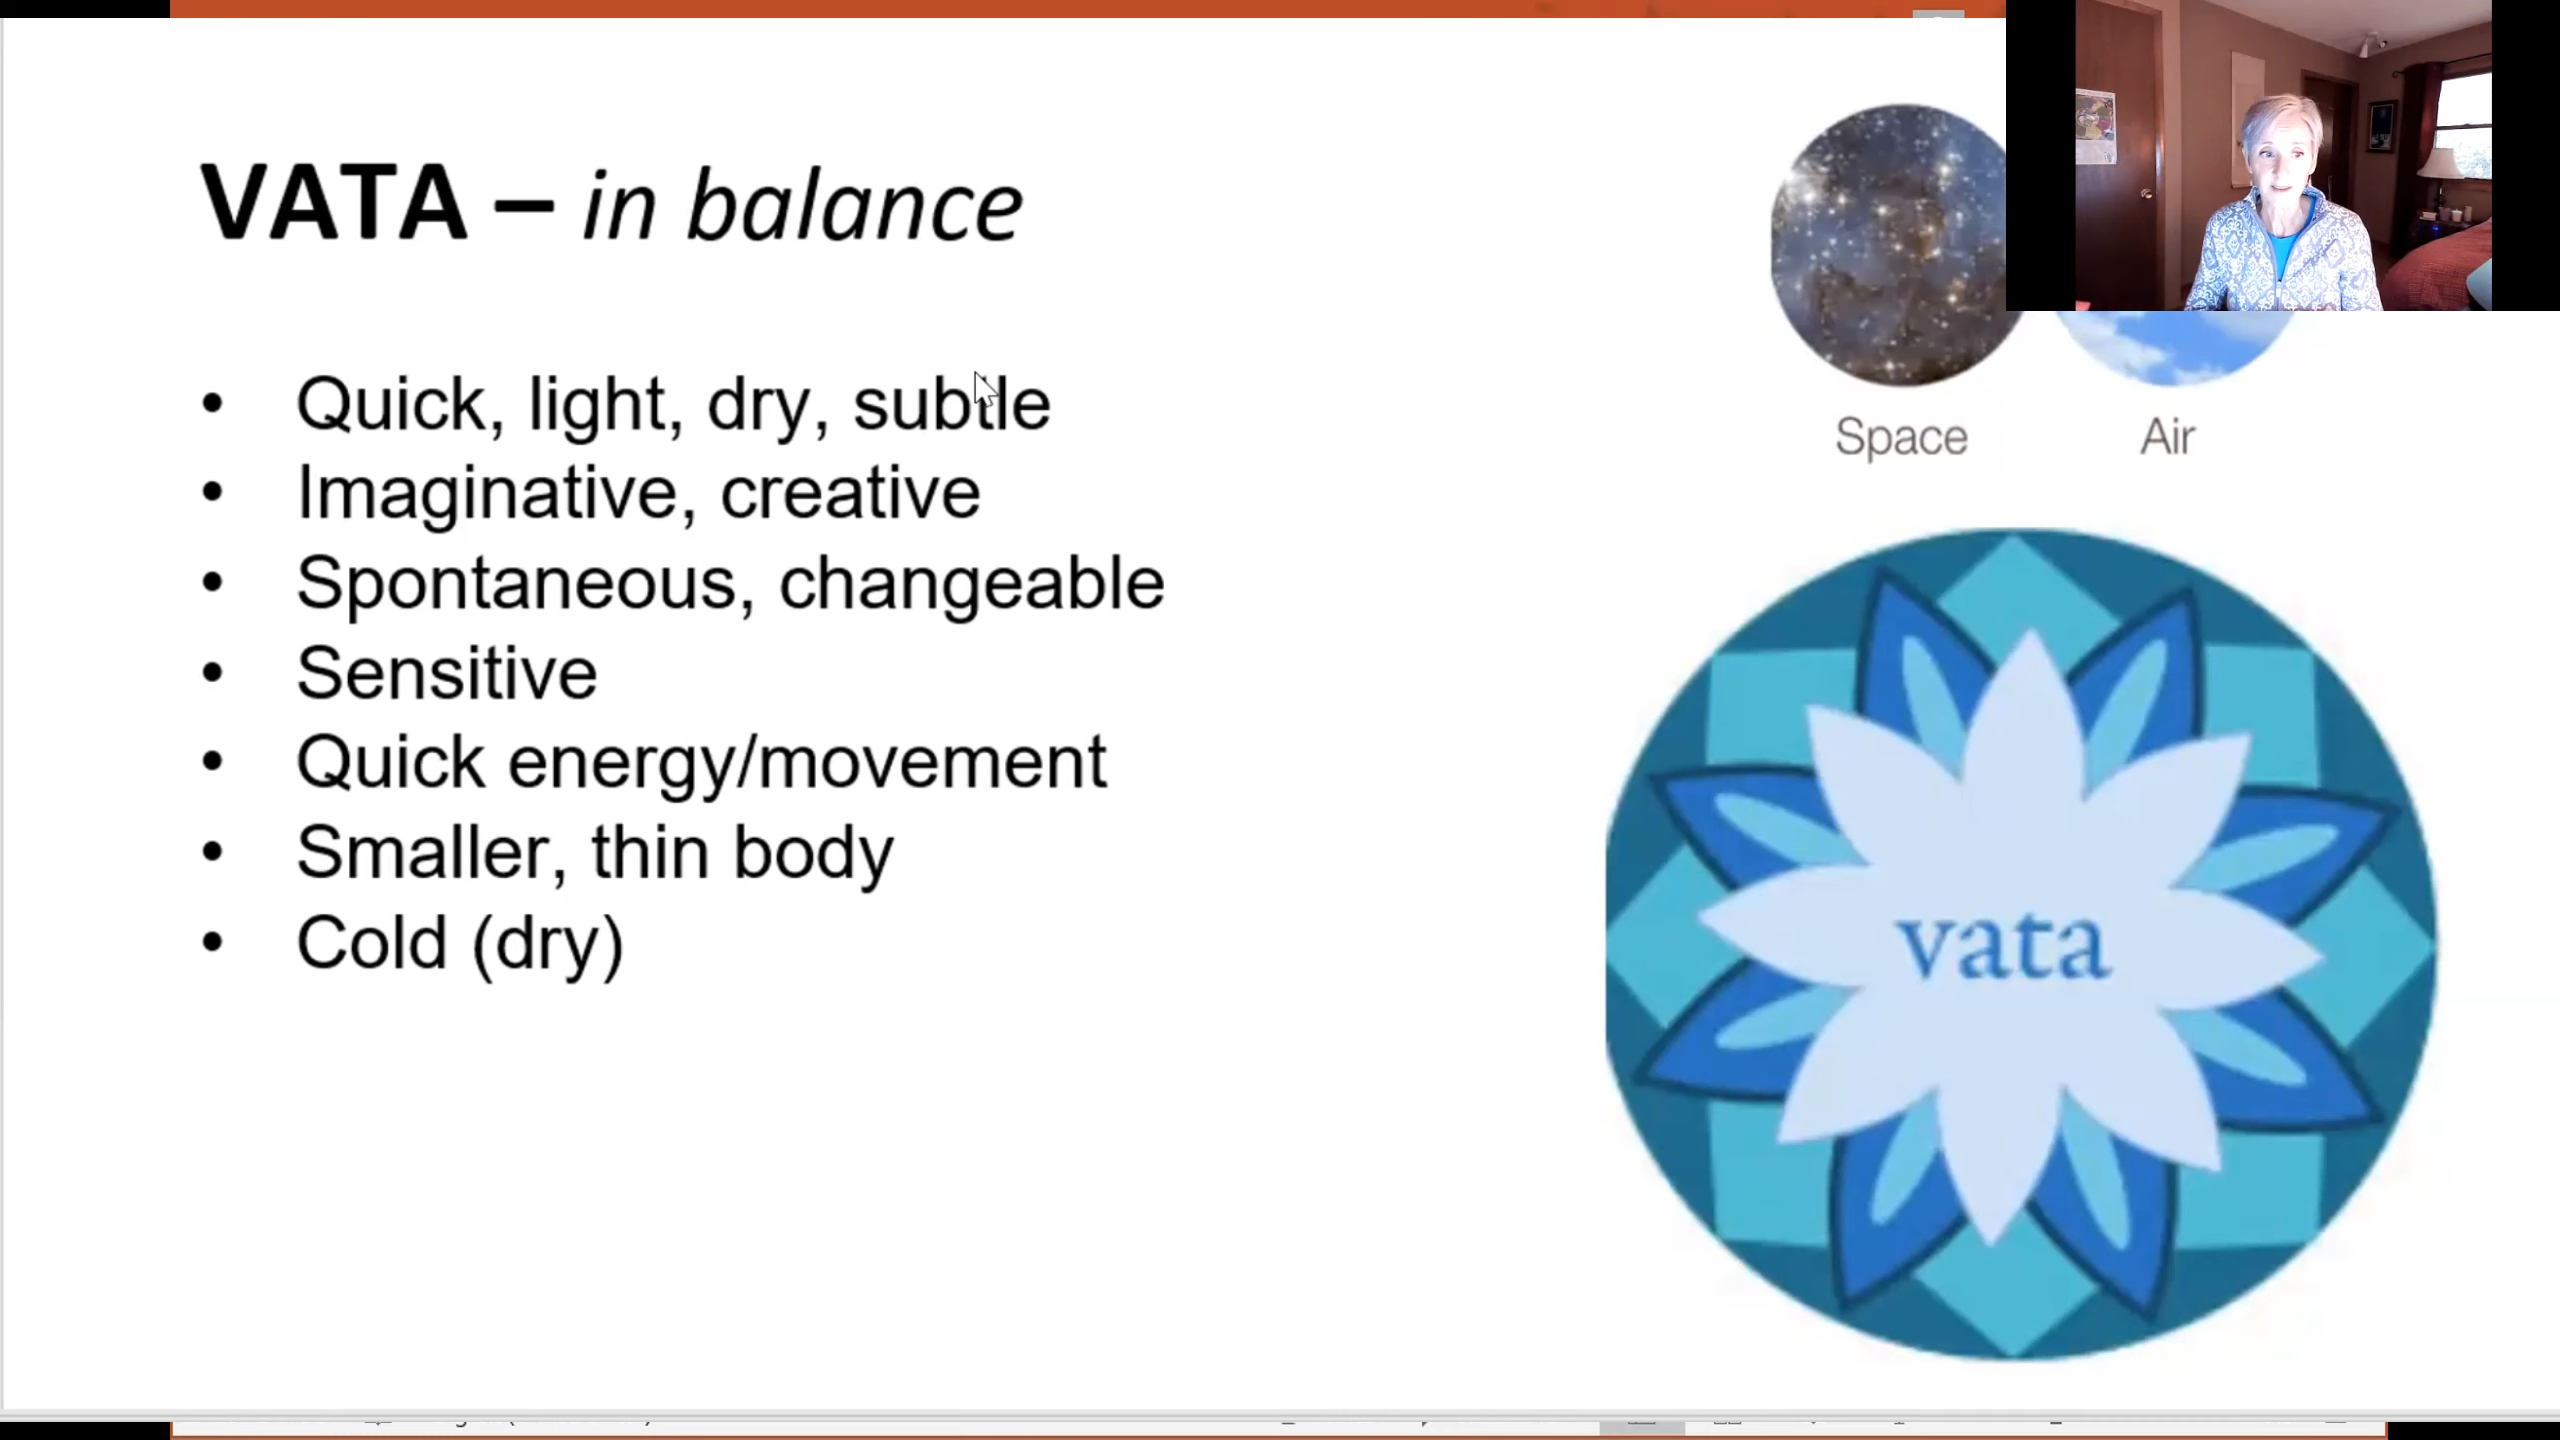 VATA – in balance
• Quick, light, dry, subtle
• Imaginative, creative
• Spontaneous, changeable
• Sensitive
• Quick energy/movement
• Smaller, thin body
• Cold (dry)
Space
Air
vata